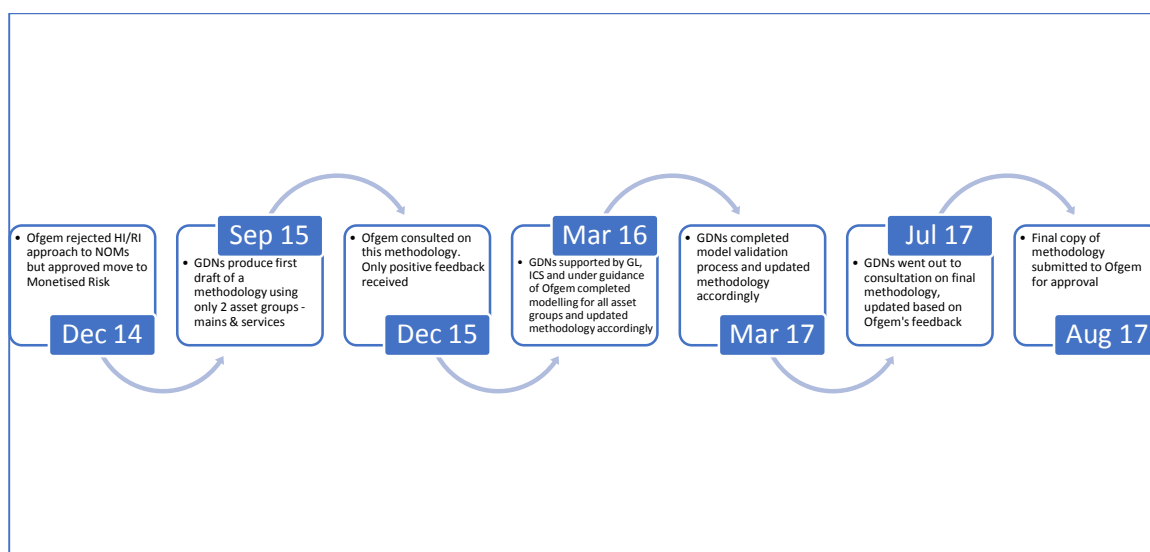 • Ofgem rejected HI/RI
approach to NOMs
but approved move to
Monetised Risk
Dec 14
Sep 15
• GDNs produce first
draft of a
methodology using
only 2 asset groups -
mains & services
• Ofgem consulted on
this methodology.
Only positive feedback
received
Dec 15
Mar 16
• GDNs supported by GL,
ICS and under guidance
of Ofgem completed
modelling for all asset
groups and updated
methodology accordingly
• GDNs completed
model validation
process and updated
methodology
accordingly
Mar 17
Jul 17
• GDNs went out to
consultation on final
methodology,
updated based on
Ofgem's feedback
• Final copy of
methodology
submitted to Ofgem
for approval
Aug 17